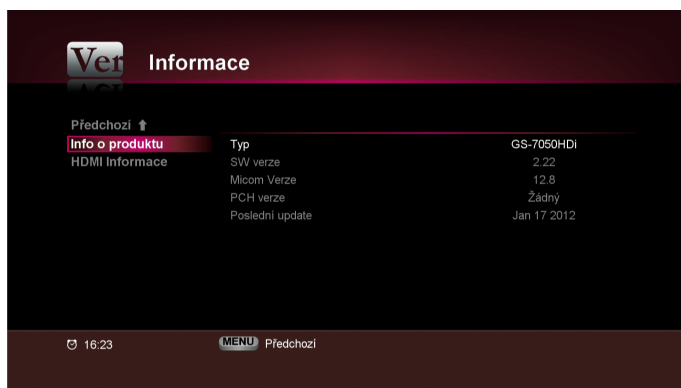 Ver Informace
Předchozí ⬆
Info o produktu Typ GS-7050HDi
HDMI Informace SW verze 2.22
Micom Verze 12.8
PCH verze Žádný
Poslední update Jan 17 2012
16:23 MENU Předchozí